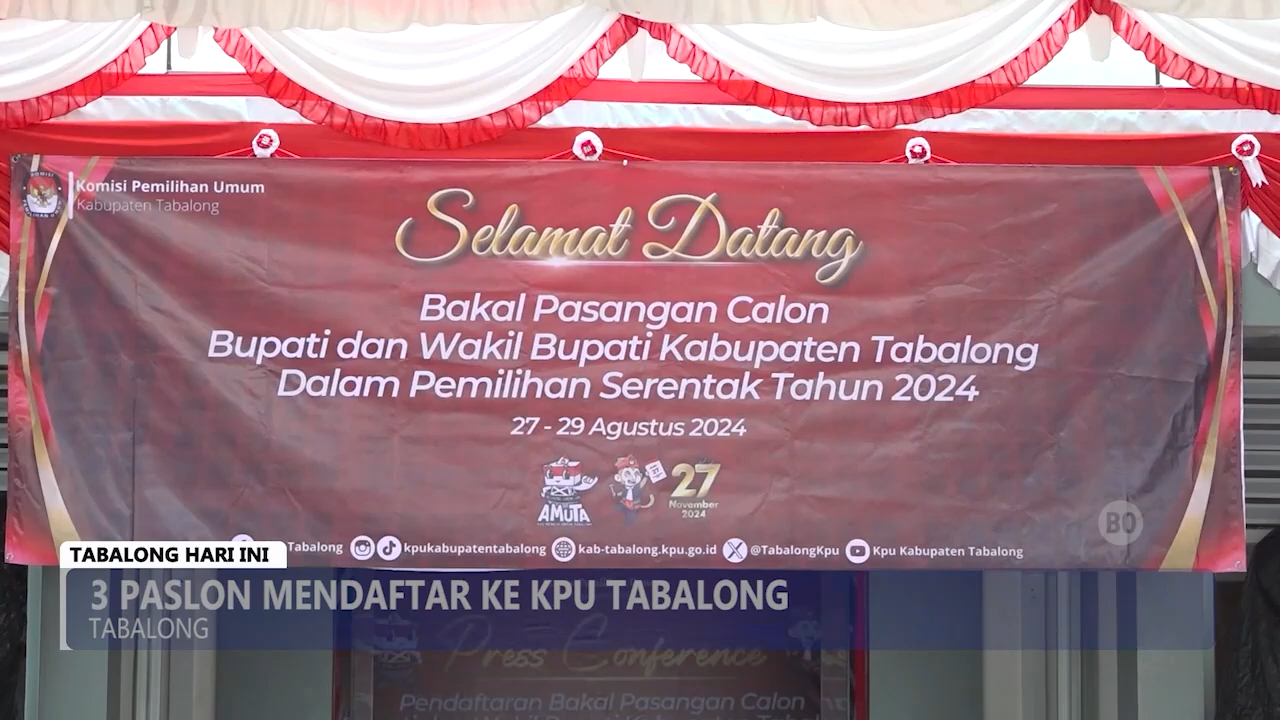 Komisi Pemilihan Umum
Kabupaten Tabalong
Selamat Datang
Bakal Pasangan Calon
Bupati dan Wakil Bupati Kabupaten Tabalong
Dalam Pemilihan Serentak Tahun 2024
27 - 29 Agustus 2024
AMUTA
27
November
2024
Tabalong kpukabupatentabalong kab-tabalong.kpu.go.id @TabalongKpu Kpu Kabupaten Tabalong
BO
TABALONG HARI INI
3 PASLON MENDAFTAR KE KPU TABALONG
TABALONG
Press Conference
Pendaftaran Bakal Pasangan Calon